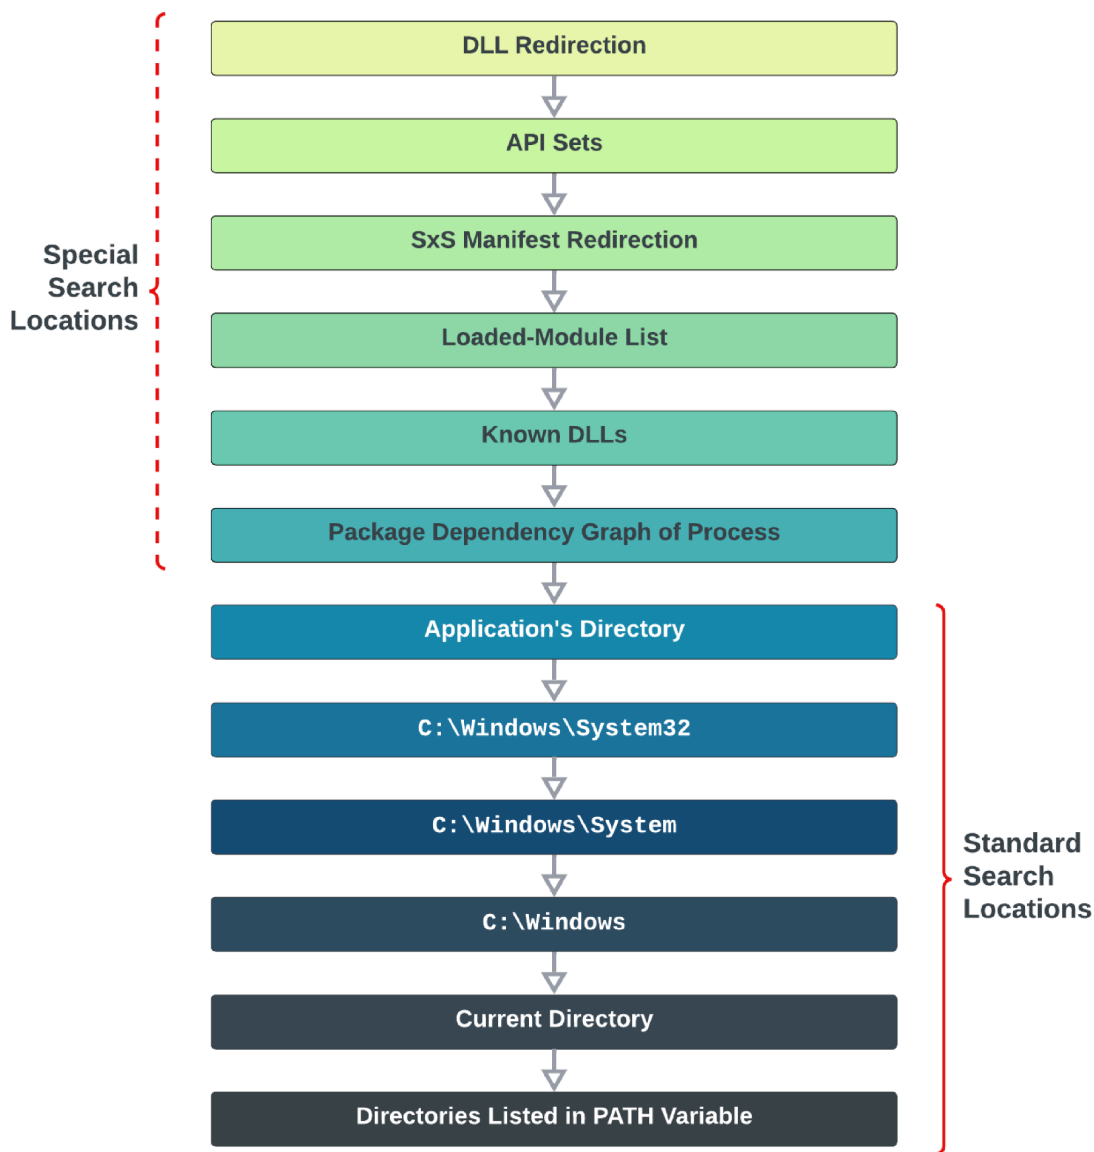 DLL Redirection
API Sets
SxS Manifest Redirection
Special
Search
Locations
Loaded-Module List
Known DLLs
Package Dependency Graph of Process
Application's Directory
C:\Windows\System32
C:\Windows\System
Standard
Search
Locations
C:\Windows
Current Directory
Directories Listed in PATH Variable